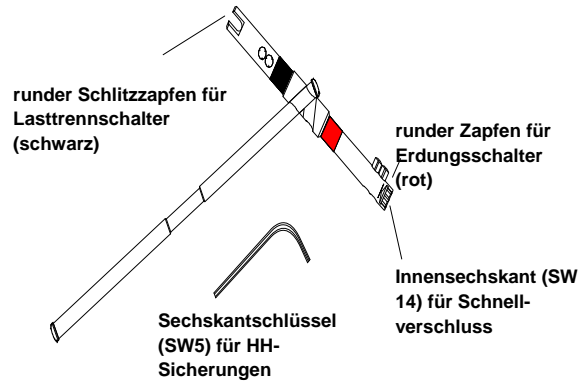 runder Schlitzzapfen für
Lasttrennschalter
(schwarz)
runder Zapfen für
Erdungsschalter
(rot)
Innensechskant (SW
14) für Schnell-
verschluss
Sechskantschlüssel
(SW5) für HH-
Sicherungen